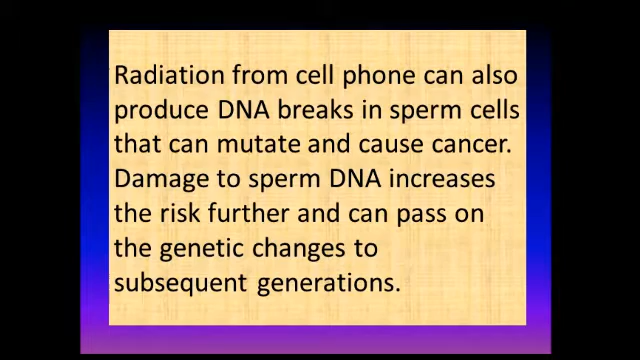 Radiation from cell phone can also
produce DNA breaks in sperm cells
that can mutate and cause cancer.
Damage to sperm DNA increases
the risk further and can pass on
the genetic changes to
subsequent generations.